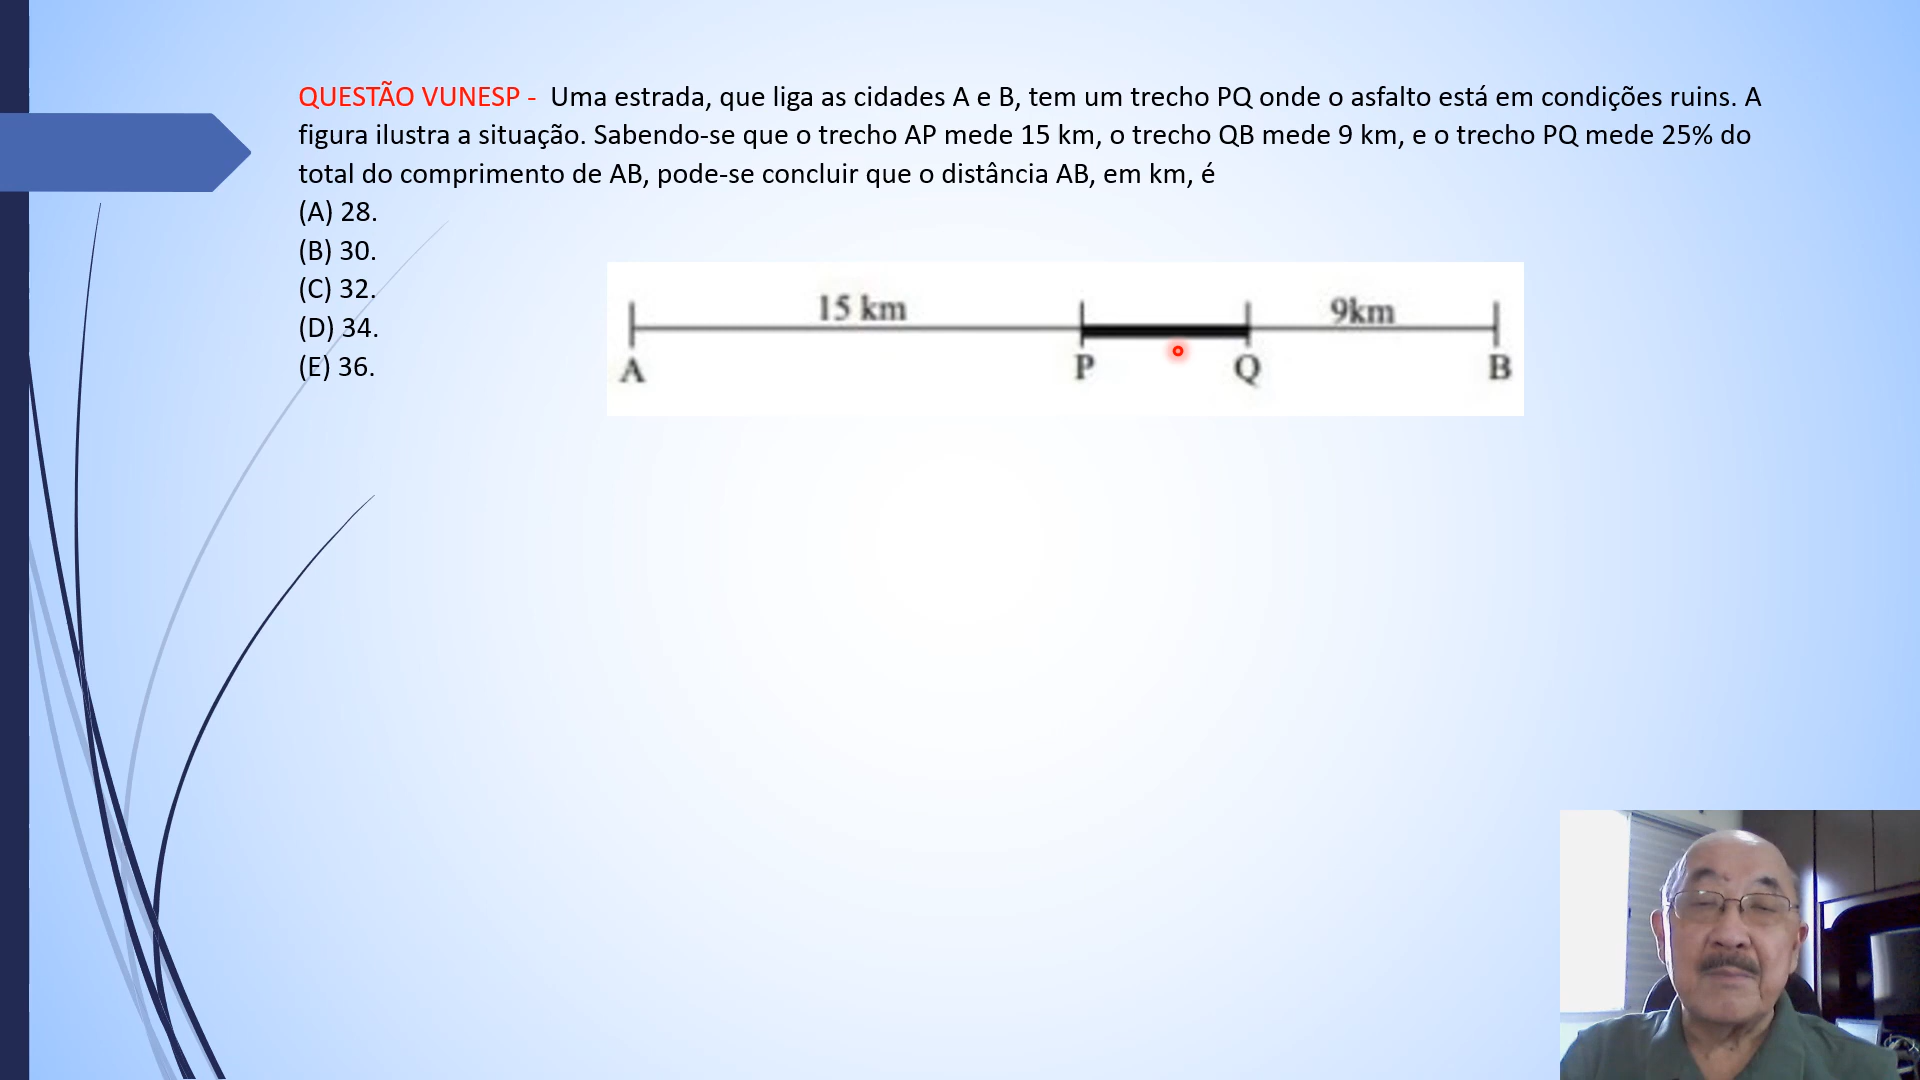 QUESTÃO VUNESP - Uma estrada, que liga as cidades A e B, tem um trecho PQ onde o asfalto está em condições ruins. A
figura ilustra a situação. Sabendo-se que o trecho AP mede 15 km, o trecho QB mede 9 km, e o trecho PQ mede 25% do
total do comprimento de AB, pode-se concluir que o distância AB, em km, é
(A) 28.
(B) 30.
(C) 32.
(D) 34.
(E) 36.
15 km 9km
A P Q B